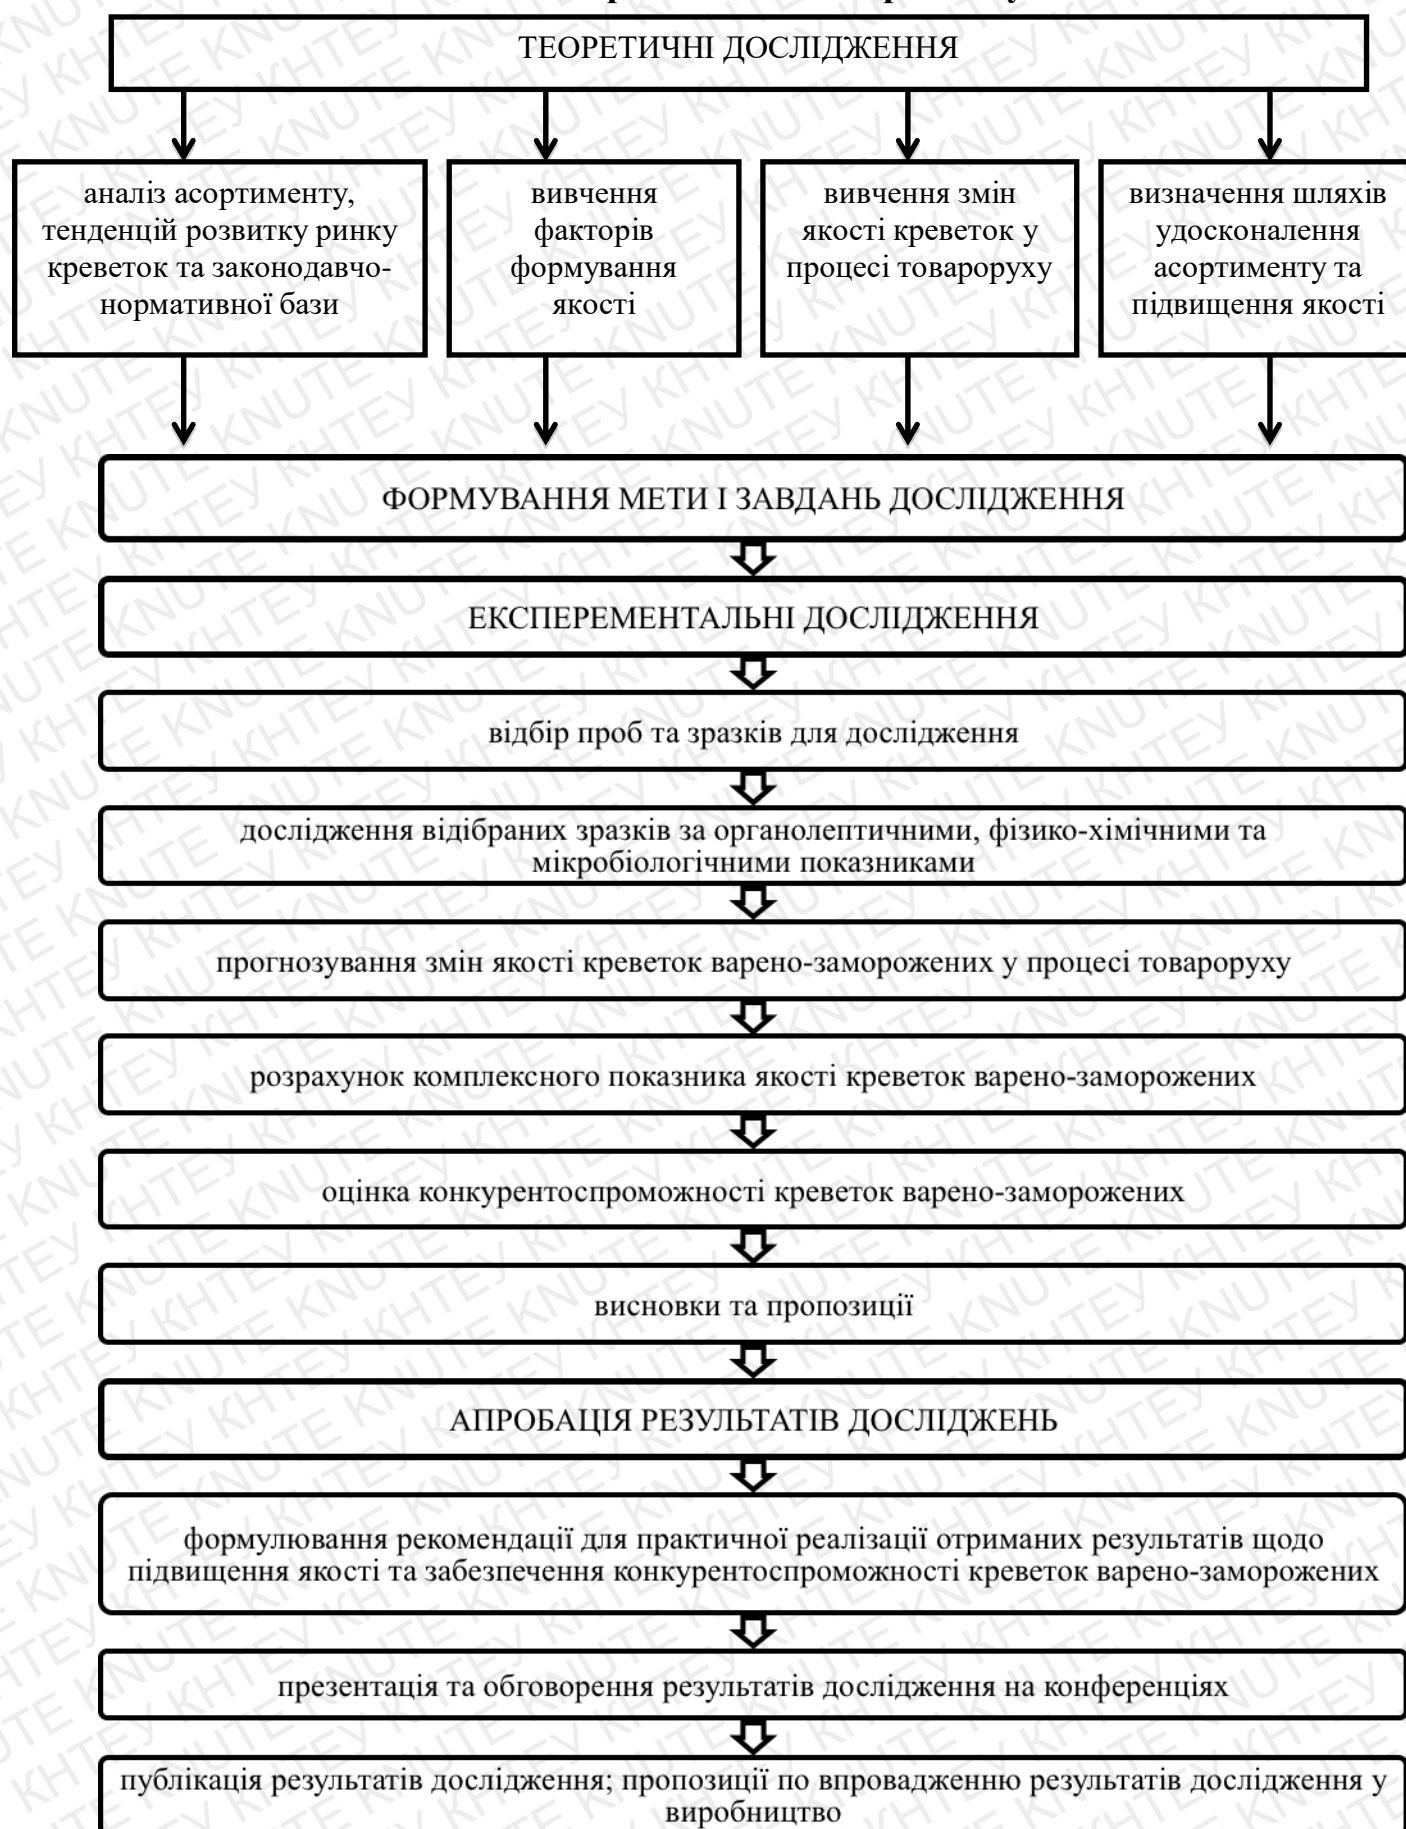 ТЕОРЕТИЧНІ ДОСЛІДЖЕННЯ
аналіз асортименту,
тенденцій розвитку ринку
креветок та законодавчо-
нормативної бази
вивчення
факторів
формування
якості
вивчення змін
якості креветок у
процесі товароруху
визначення шляхів
удосконалення
асортименту та
підвищення якості
ФОРМУВАННЯ МЕТИ І ЗАВДАНЬ ДОСЛІДЖЕННЯ
ЕКСПЕРЕМЕНТАЛЬНІ ДОСЛІДЖЕННЯ
відбір проб та зразків для дослідження
дослідження відібраних зразків за органолептичними, фізико-хімічними та
мікробіологічними показниками
прогнозування змін якості креветок варено-заморожених у процесі товароруху
розрахунок комплексного показника якості креветок варено-заморожених
оцінка конкурентоспроможності креветок варено-заморожених
висновки та пропозиції
АПРОБАЦІЯ РЕЗУЛЬТАТІВ ДОСЛІДЖЕНЬ
формулювання рекомендації для практичної реалізації отриманих результатів щодо
підвищення якості та забезпечення конкурентоспроможності креветок варено-заморожених
презентація та обговорення результатів дослідження на конференціях
публікація результатів дослідження; пропозиції по впровадженню результатів дослідження у
виробництво